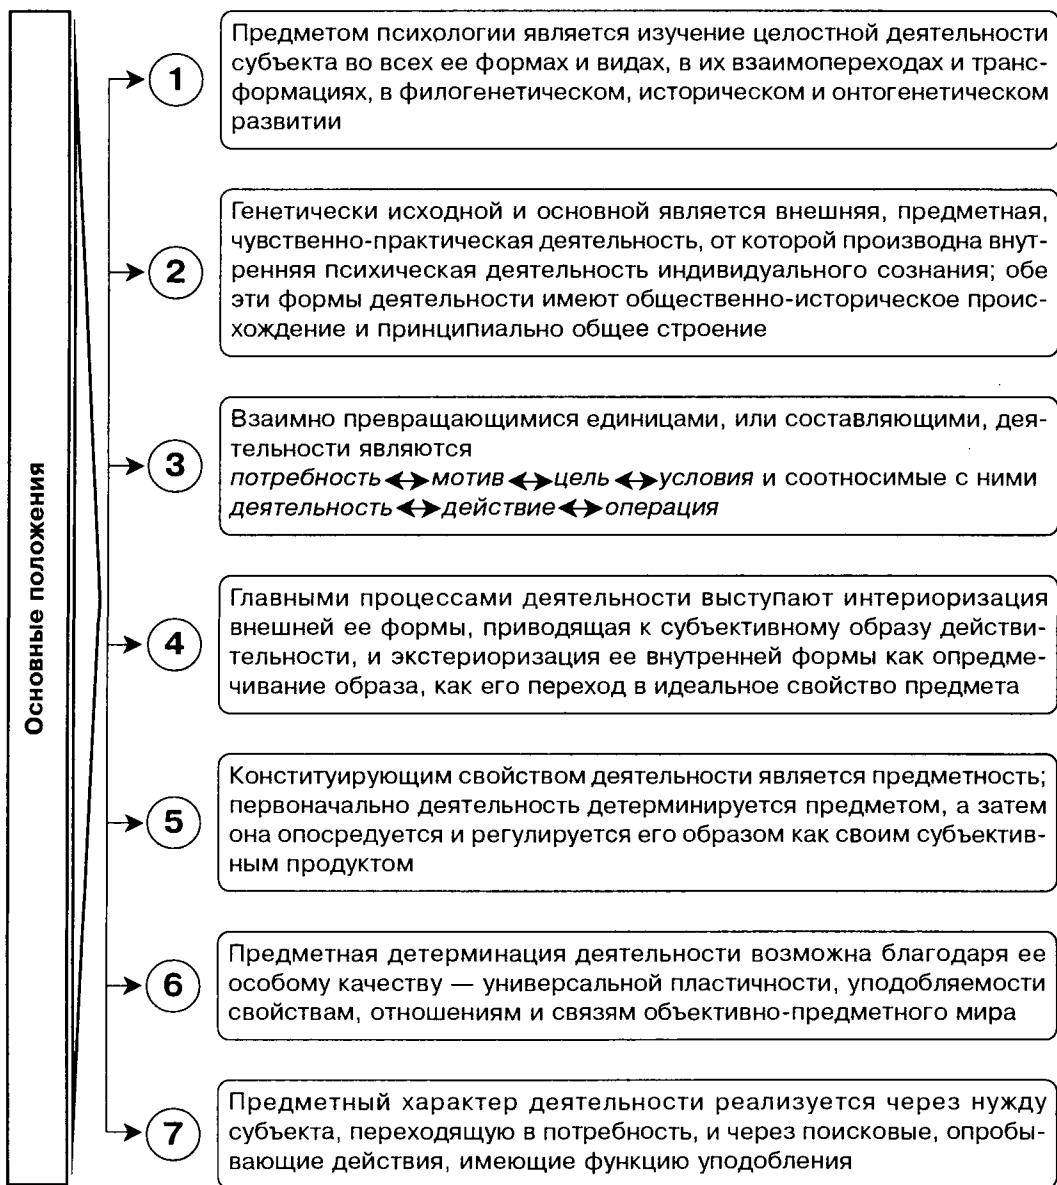 Основные положения
1
Предметом психологии является изучение целостной деятельности
субъекта во всех ее формах и видах, в их взаимопереходах и транс-
формациях, в филогенетическом, историческом и онтогенетическом
развитии
2
Генетически исходной и основной является внешняя, предметная,
чувственно-практическая деятельность, от которой производна внут-
ренняя психическая деятельность индивидуального сознания; обе
эти формы деятельности имеют общественно-историческое проис-
хождение и принципиально общее строение
3
Взаимно превращающимися единицами, или составляющими, дея-
тельности являются
потребность↔мотив↔цель↔условия и соотносимые с ними
деятельность↔действие↔операция
4
Главными процессами деятельности выступают интериоризация
внешней ее формы, приводящая к субъективному образу действи-
тельности, и экстериоризация ее внутренней формы как опредме-
чивание образа, как его переход в идеальное свойство предмета
5
Конституирующим свойством деятельности является предметность;
первоначально деятельность детерминируется предметом, а затем
она опосредуется и регулируется его образом как своим субъектив-
ным продуктом
6
Предметная детерминация деятельности возможна благодаря ее
особому качеству — универсальной пластичности, уподобляемости
свойствам, отношениям и связям объективно-предметного мира
7
Предметный характер деятельности реализуется через нужду
субъекта, переходящую в потребность, и через поисковые, опробы-
вающие действия, имеющие функцию уподобления